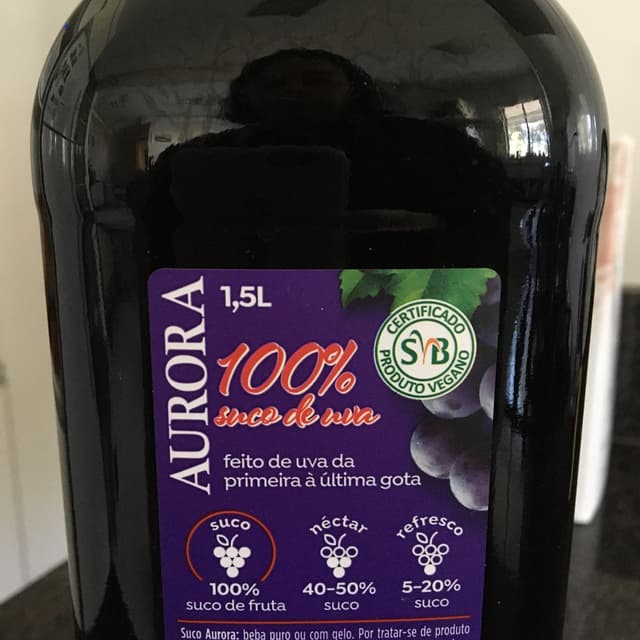 AURORA
1,5L
100%
suco de uva
CERTIFICADO
SVB
PRODUTO VEGANO
feito de uva da
primeira à última gota
suco
100%
suco de fruta
néctar
40-50%
suco
refresco
5-20%
suco
Suco Aurora: beba puro ou com gelo. Por tratar-se de produto